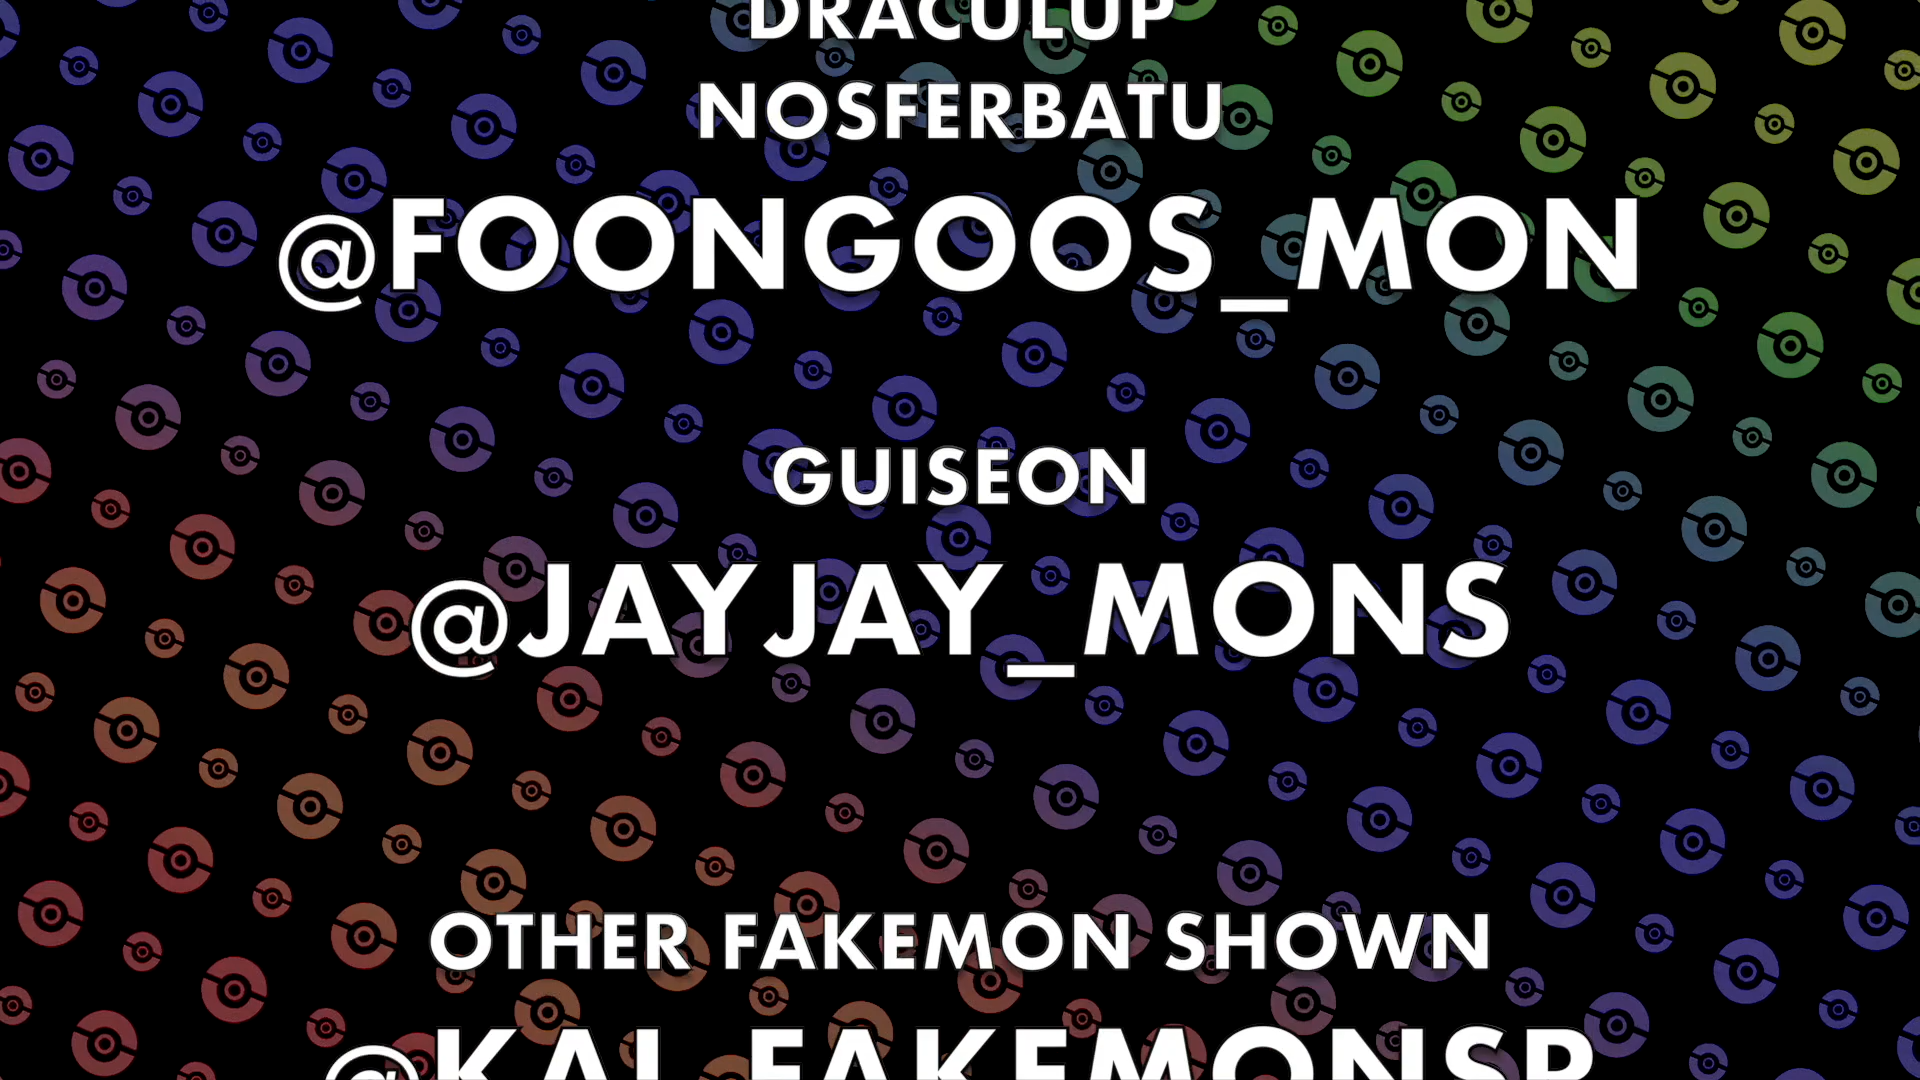 DRACULUP
NOSFERBATU
@FOONGOOS_MON
GUISEON
@JAYJAY_MONS
OTHER FAKEMON SHOWN